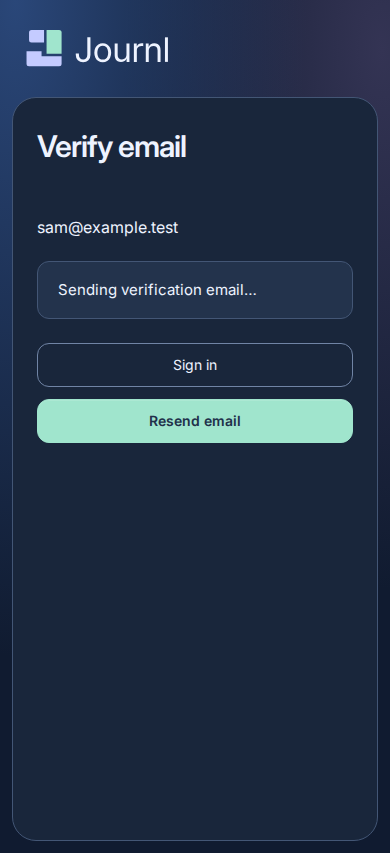 Journl
Verify email
sam@example.test
Sending verification email...
Sign in
Resend email